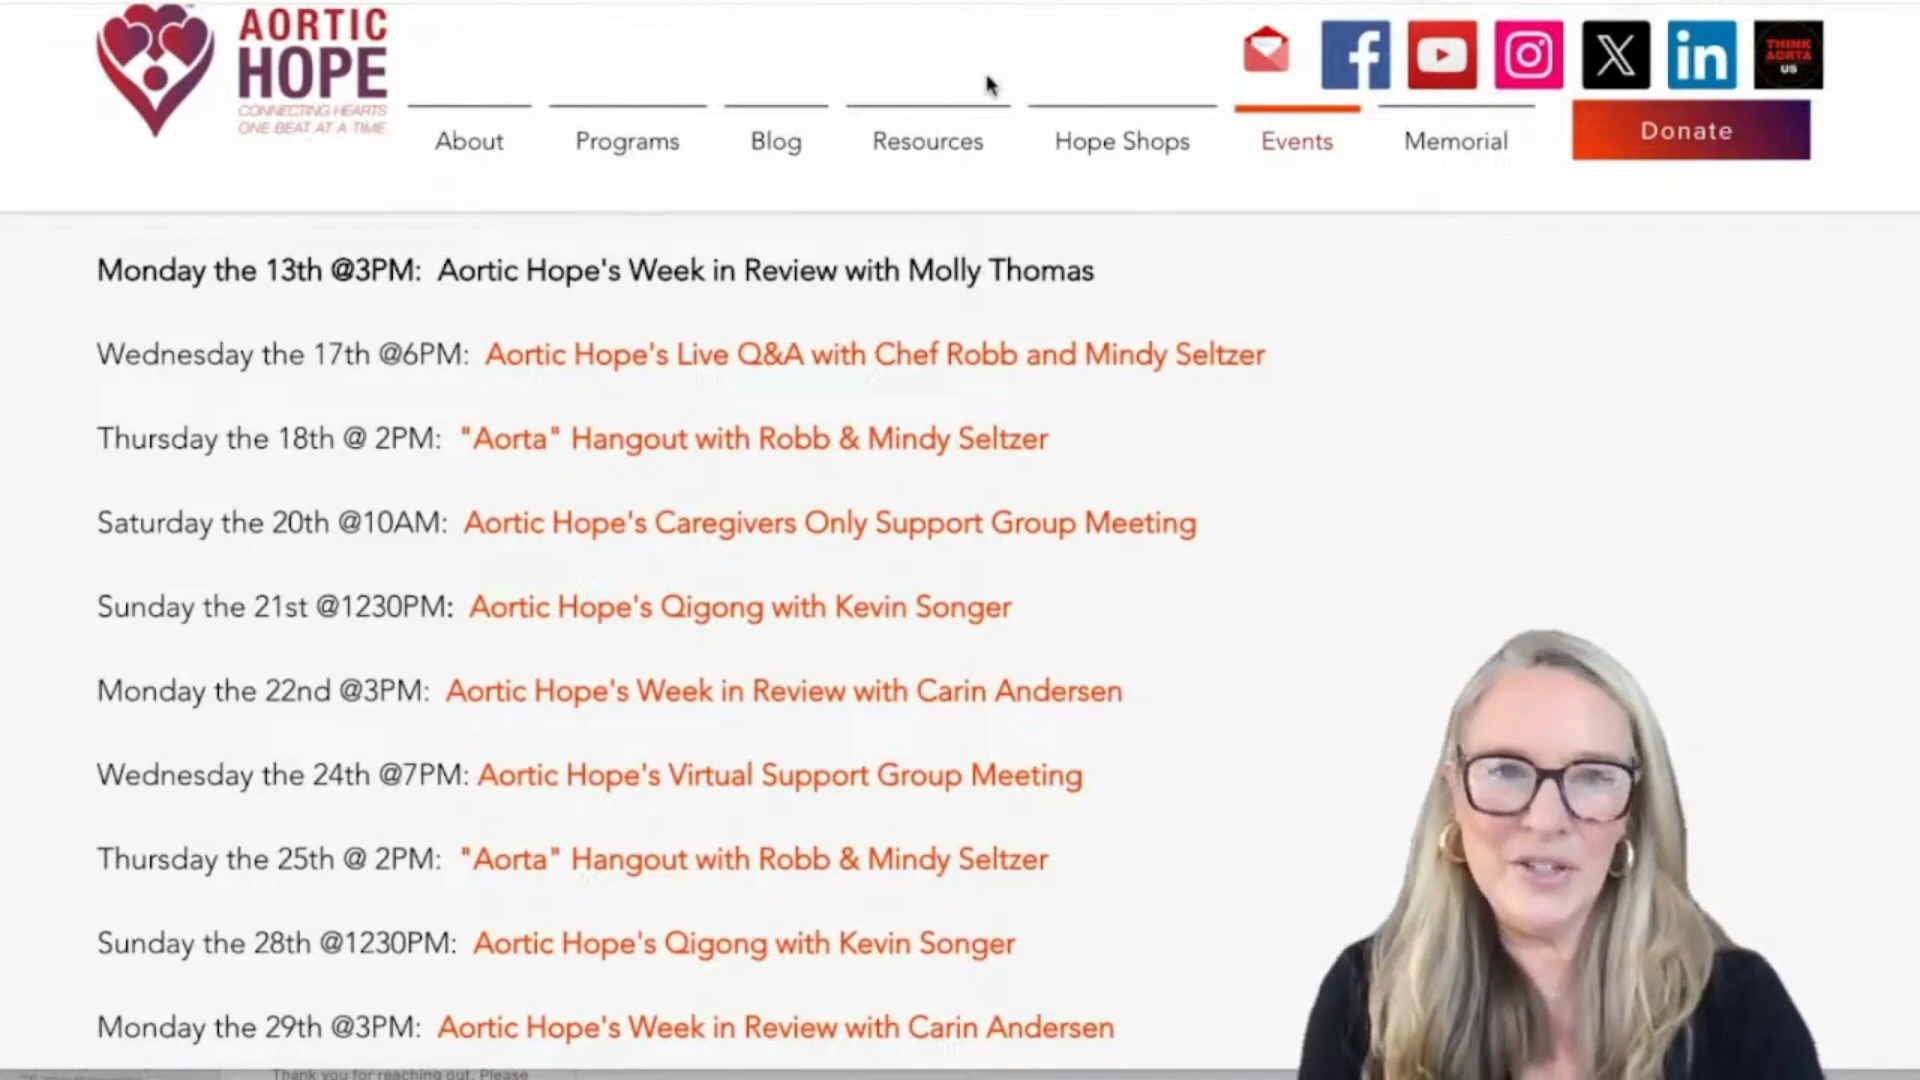 AORTIC
HOPE
CONNECTING HEARTS
ONE BEAT AT A TIME
THINK
AORTA
US
About
Programs
Blog
Resources
Hope Shops
Events
Memorial
Donate
Monday the 13th @3PM: Aortic Hope's Week in Review with Molly Thomas
Wednesday the 17th @6PM: Aortic Hope's Live Q&A with Chef Robb and Mindy Seltzer
Thursday the 18th @ 2PM: "Aorta" Hangout with Robb & Mindy Seltzer
Saturday the 20th @10AM: Aortic Hope's Caregivers Only Support Group Meeting
Sunday the 21st @1230PM: Aortic Hope's Qigong with Kevin Songer
Monday the 22nd @3PM: Aortic Hope's Week in Review with Carin Andersen
Wednesday the 24th @7PM: Aortic Hope's Virtual Support Group Meeting
Thursday the 25th @ 2PM: "Aorta" Hangout with Robb & Mindy Seltzer
Sunday the 28th @1230PM: Aortic Hope's Qigong with Kevin Songer
Monday the 29th @3PM: Aortic Hope's Week in Review with Carin Andersen
Thank you for reaching out. Please